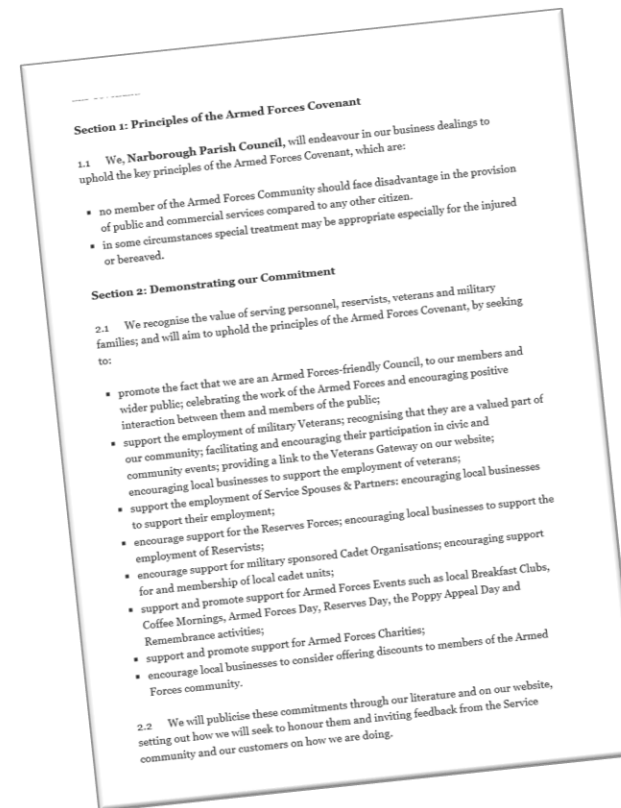 Section 1: Principles of the Armed Forces Covenant
1.1 We, Narborough Parish Council, will endeavour in our business dealings to
uphold the key principles of the Armed Forces Covenant, which are:
▪ no member of the Armed Forces Community should face disadvantage in the provision
of public and commercial services compared to any other citizen.
▪ in some circumstances special treatment may be appropriate especially for the injured
or bereaved.
Section 2: Demonstrating our Commitment
2.1 We recognise the value of serving personnel, reservists, veterans and military
families; and will aim to uphold the principles of the Armed Forces Covenant, by seeking
to:
▪ promote the fact that we are an Armed Forces-friendly Council, to our members and
wider public; celebrating the work of the Armed Forces and encouraging positive
interaction between them and members of the public;
▪ support the employment of military Veterans; recognising that they are a valued part of
our community; facilitating and encouraging their participation in civic and
community events; providing a link to the Veterans Gateway on our website;
encouraging local businesses to support the employment of veterans;
▪ support the employment of Service Spouses & Partners: encouraging local businesses
to support their employment;
▪ encourage support for the Reserves Forces; encouraging local businesses to support the
employment of Reservists;
▪ encourage support for military sponsored Cadet Organisations; encouraging support
for and membership of local cadet units;
▪ support and promote support for Armed Forces Events such as local Breakfast Clubs,
Coffee Mornings, Armed Forces Day, Reserves Day, the Poppy Appeal Day and
Remembrance activities;
▪ support and promote support for Armed Forces Charities;
▪ encourage local businesses to consider offering discounts to members of the Armed
Forces community.
2.2 We will publicise these commitments through our literature and on our website,
setting out how we will seek to honour them and inviting feedback from the Service
community and our customers on how we are doing.